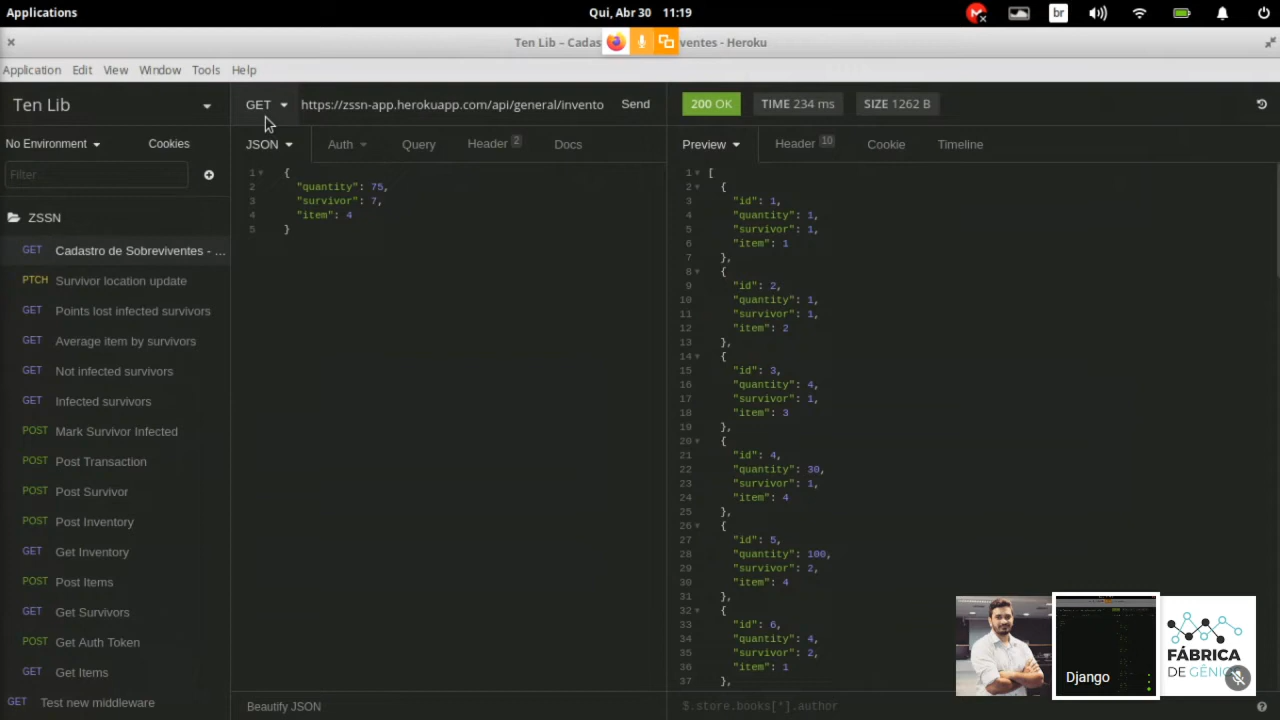 Applications
Qui, Abr 30 11:19
br
Ten Lib – Cadas
ventes - Heroku
Application Edit View Window Tools Help
Ten Lib
GET https://zssn-app.herokuapp.com/api/general/invento Send
200 OK TIME 234 ms SIZE 1262 B
No Environment Cookies
JSON Auth Query Header 2 Docs
Preview Header 10 Cookie Timeline
Filter
ZSSN
GET Cadastro de Sobreviventes - ...
PTCH Survivor location update
GET Points lost infected survivors
GET Average item by survivors
GET Not infected survivors
GET Infected survivors
POST Mark Survivor Infected
POST Post Transaction
POST Post Survivor
POST Post Inventory
GET Get Inventory
POST Post Items
GET Get Survivors
POST Get Auth Token
GET Get Items
GET Test new middleware
1 {
2 "quantity": 75,
3 "survivor": 7,
4 "item": 4
5 }
Beautify JSON
1 [
2 {
3 "id": 1,
4 "quantity": 1,
5 "survivor": 1,
6 "item": 1
7 },
8 {
9 "id": 2,
10 "quantity": 1,
11 "survivor": 1,
12 "item": 2
13 },
14 {
15 "id": 3,
16 "quantity": 4,
17 "survivor": 1,
18 "item": 3
19 },
20 {
21 "id": 4,
22 "quantity": 30,
23 "survivor": 1,
24 "item": 4
25 },
26 {
27 "id": 5,
28 "quantity": 100,
29 "survivor": 2,
30 "item": 4
31 },
32 {
33 "id": 6,
34 "quantity": 4,
35 "survivor": 2,
36 "item": 1
37 },
$.store.books[*].author
Django
FÁBRICA
DE